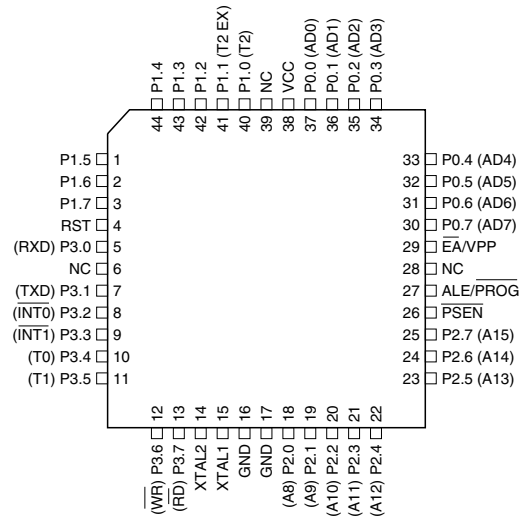 P1.4
P1.3
P1.2
P1.1 (T2 EX)
P1.0 (T2)
NC
VCC
P0.0 (AD0)
P0.1 (AD1)
P0.2 (AD2)
P0.3 (AD3)
44
43
42
41
40
39
38
37
36
35
34
P1.5 1
P1.6 2
P1.7 3
RST 4
(RXD) P3.0 5
NC 6
(TXD) P3.1 7
(INT0) P3.2 8
(INT1) P3.3 9
(T0) P3.4 10
(T1) P3.5 11
33 P0.4 (AD4)
32 P0.5 (AD5)
31 P0.6 (AD6)
30 P0.7 (AD7)
29 EA/VPP
28 NC
27 ALE/PROG
26 PSEN
25 P2.7 (A15)
24 P2.6 (A14)
23 P2.5 (A13)
12
13
14
15
16
17
18
19
20
21
22
(WR) P3.6
(RD) P3.7
XTAL2
XTAL1
GND
GND
(A8) P2.0
(A9) P2.1
(A10) P2.2
(A11) P2.3
(A12) P2.4